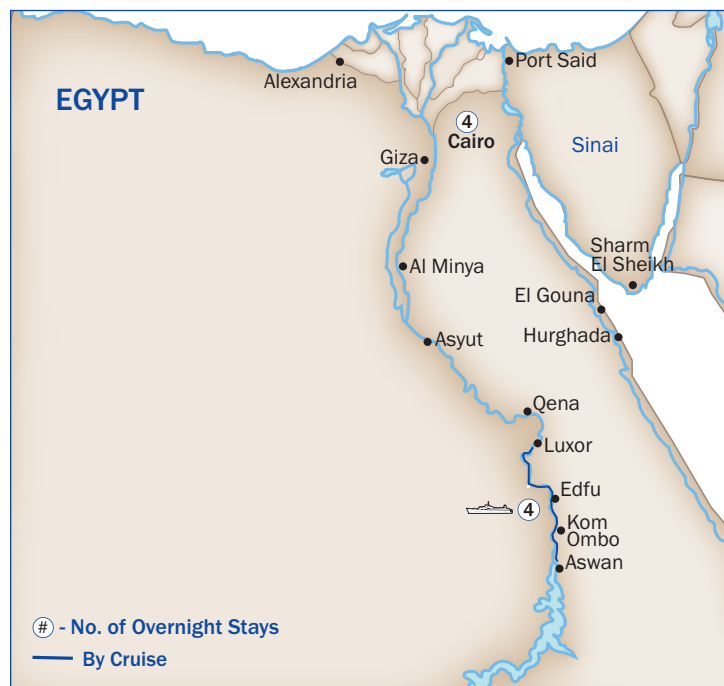 Alexandria
Port Said
EGYPT
4
Cairo
Sinai
Giza
Sharm
El Sheikh
Al Minya
El Gouna
Hurghada
Asyut
Qena
Luxor
Edfu
4
Kom
Ombo
Aswan
# - No. of Overnight Stays
By Cruise